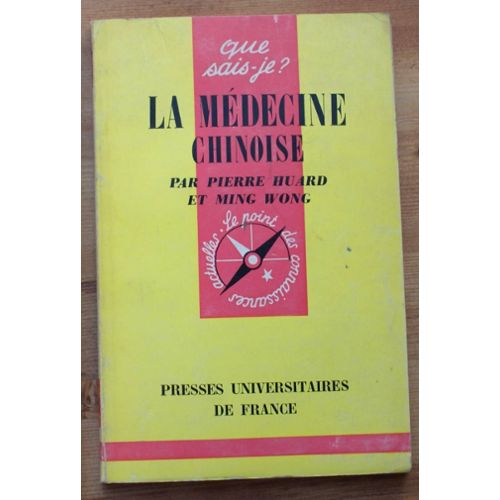 que
sais-je?
LA MÉDECINE
CHINOISE
PAR PIERRE HUARD
ET MING WONG
Le point des connaissances actuelles
PRESSES UNIVERSITAIRES
DE FRANCE